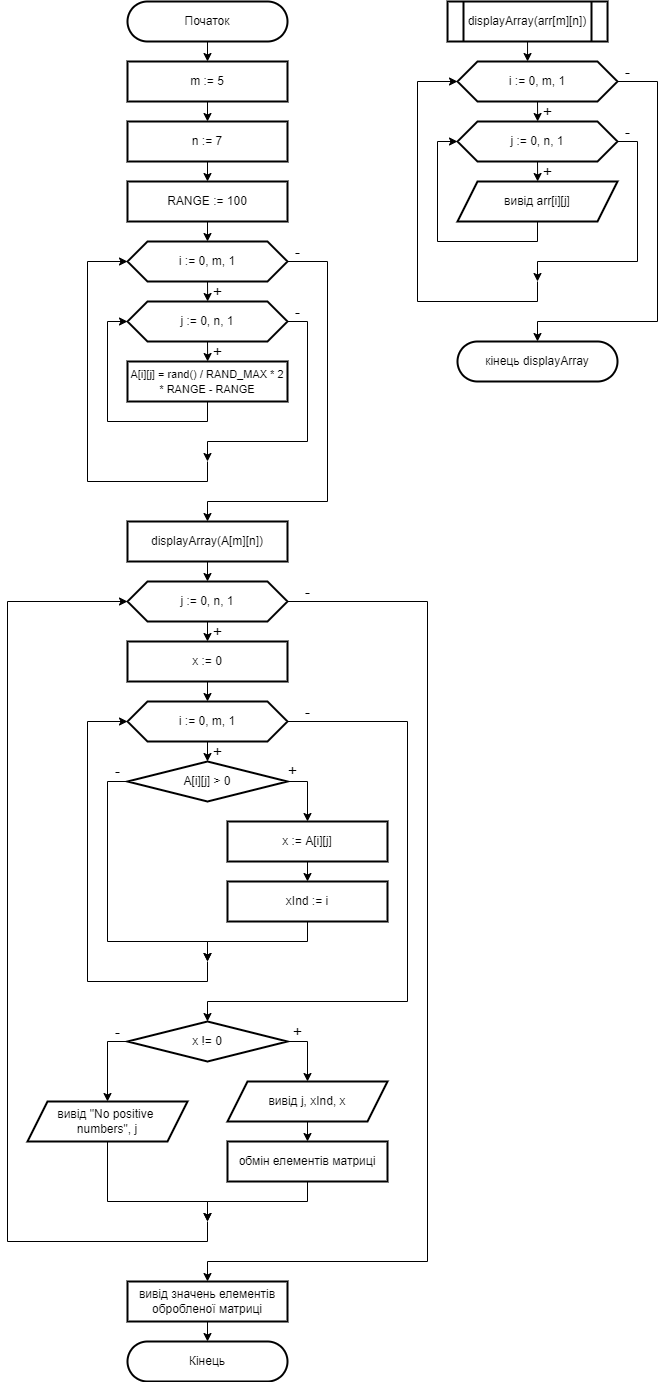 Початок
m := 5
n := 7
RANGE := 100
i := 0, m, 1
-
+
j := 0, n, 1
-
+
A[i][j] = rand() / RAND_MAX * 2
* RANGE - RANGE
displayArray(A[m][n])
j := 0, n, 1
-
+
x := 0
i := 0, m, 1
-
+
A[i][j] > 0
-
+
x := A[i][j]
xInd := i
x != 0
-
+
вивід "No positive
numbers", j
вивід j, xInd, x
обмін елементів матриці
вивід значень елементів
обробленої матриці
Кінець
displayArray(arr[m][n])
i := 0, m, 1
-
+
j := 0, n, 1
-
+
вивід arr[i][j]
кінець displayArray